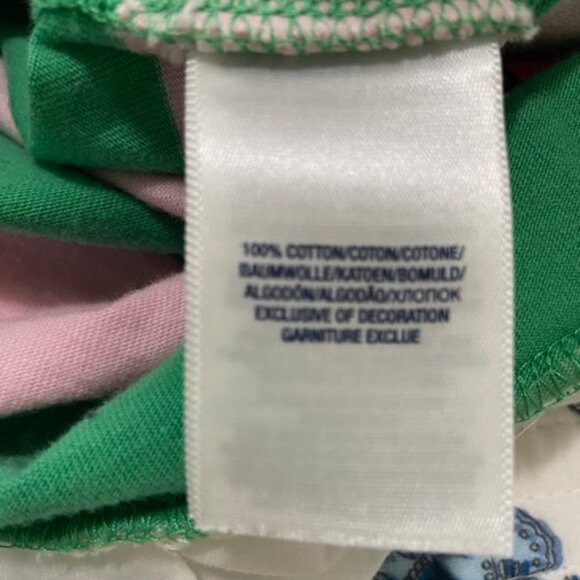 100% COTTON/COTON/COTONE/
BAUMWOLLE/KATOEN/BOMULD/
ALGODÓN/ALGODÃO/ХЛОПОК
EXCLUSIVE OF DECORATION
GARNITURE EXCLUE